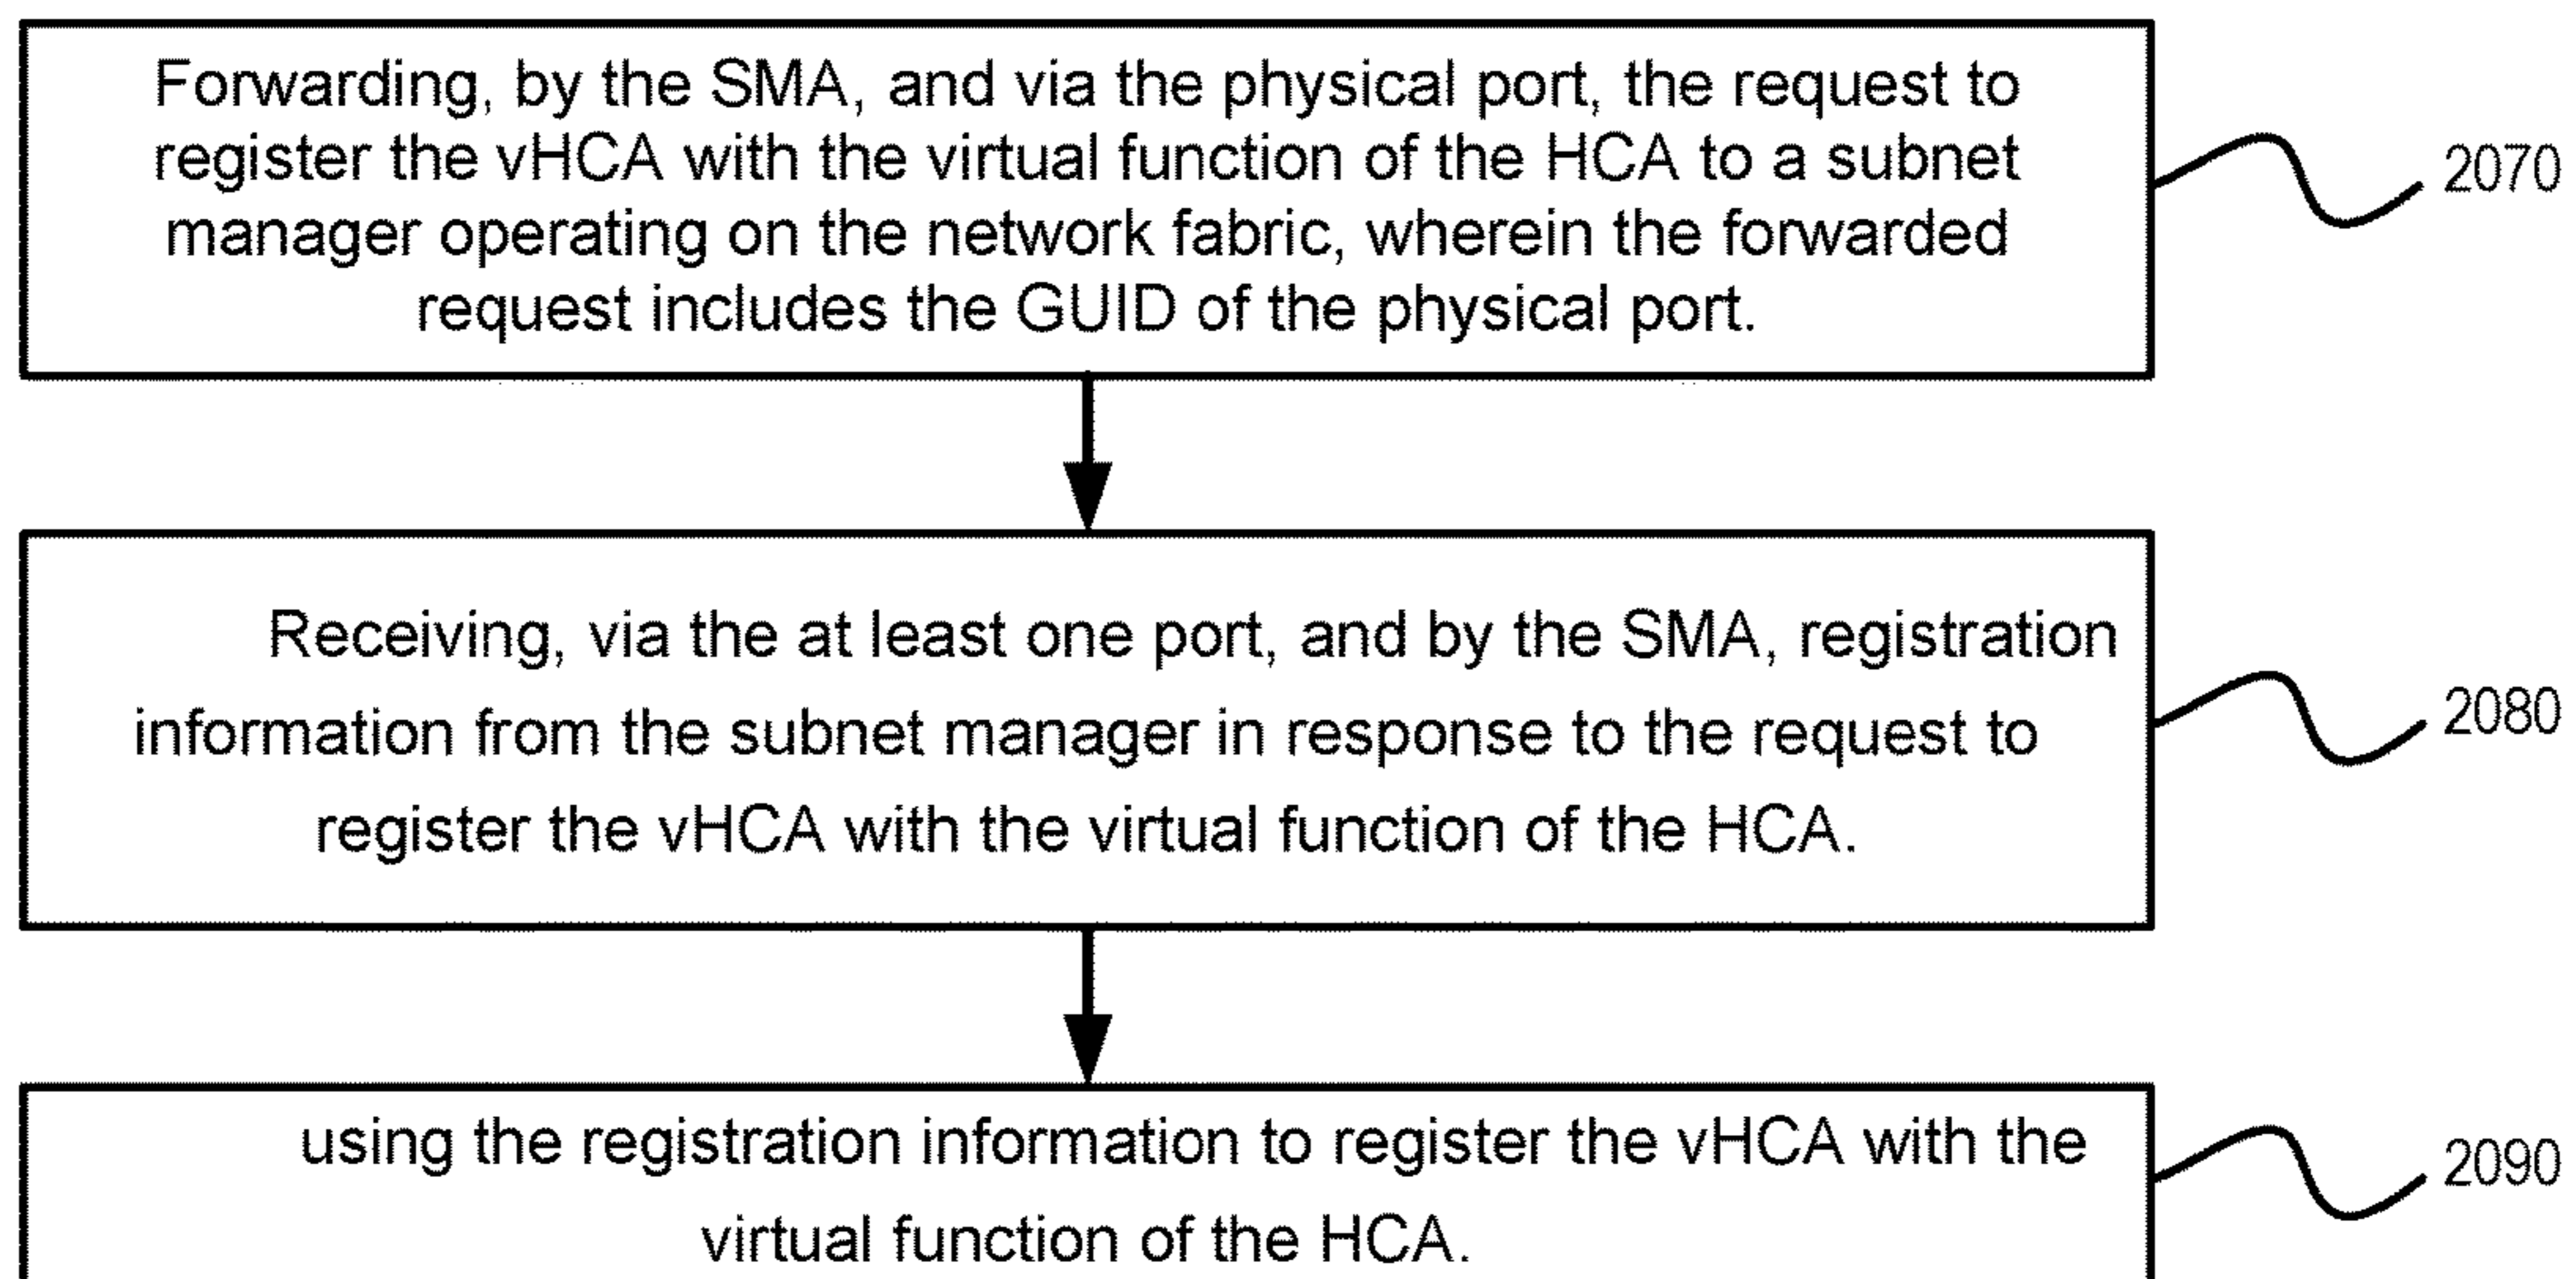 Forwarding, by the SMA, and via the physical port, the request to
register the vHCA with the virtual function of the HCA to a subnet
manager operating on the network fabric, wherein the forwarded
request includes the GUID of the physical port.
2070
Receiving, via the at least one port, and by the SMA, registration
information from the subnet manager in response to the request to
register the vHCA with the virtual function of the HCA.
2080
using the registration information to register the vHCA with the
virtual function of the HCA.
2090